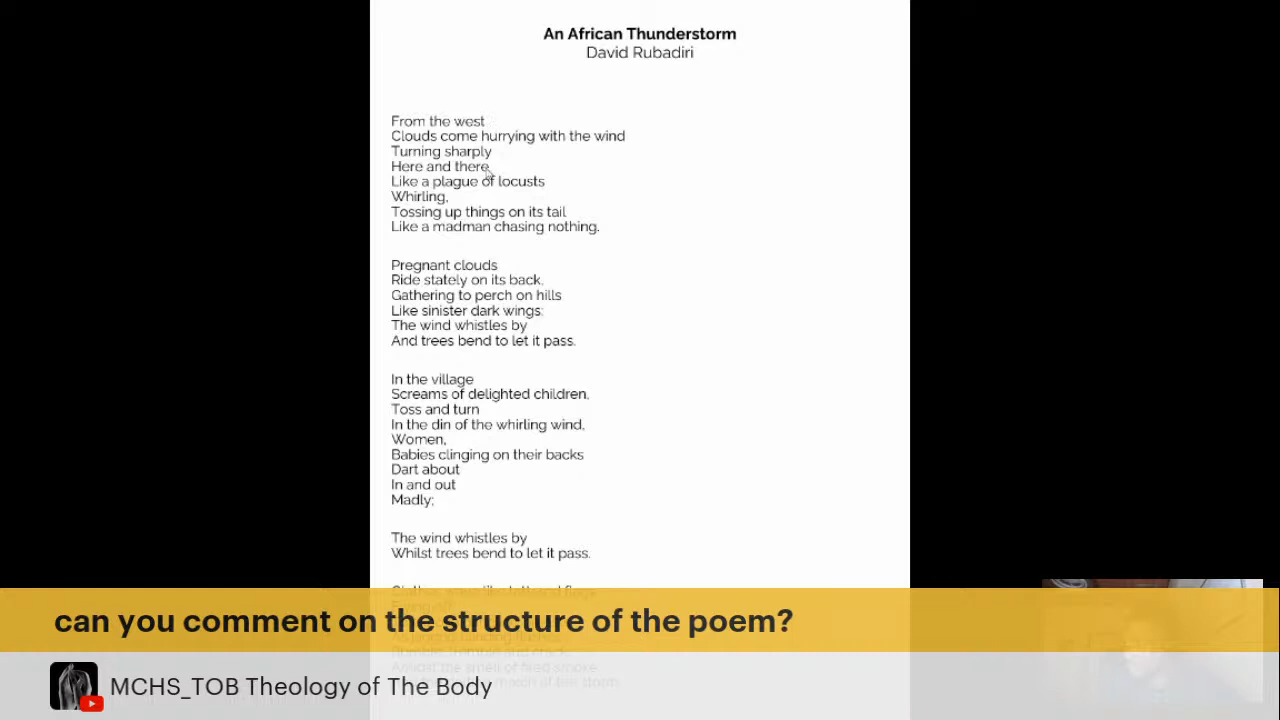 An African Thunderstorm
David Rubadiri
From the west
Clouds come hurrying with the wind
Turning sharply
Here and there
Like a plague of locusts
Whirling,
Tossing up things on its tail
Like a madman chasing nothing.
Pregnant clouds
Ride stately on its back,
Gathering to perch on hills
Like sinister dark wings;
The wind whistles by
And trees bend to let it pass.
In the village
Screams of delighted children,
Toss and turn
In the din of the whirling wind,
Women,
Babies clinging on their backs
Dart about
In and out
Madly;
The wind whistles by
Whilst trees bend to let it pass.
can you comment on the structure of the poem?
MCHS_TOB Theology of The Body